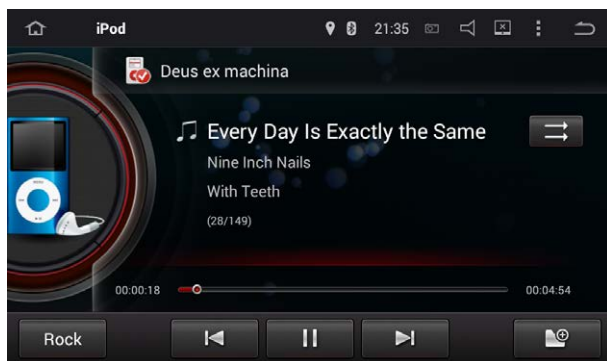 iPod 21:35
Deus ex machina
Every Day Is Exactly the Same
Nine Inch Nails
With Teeth
(28/149)
00:00:18 00:04:54
Rock